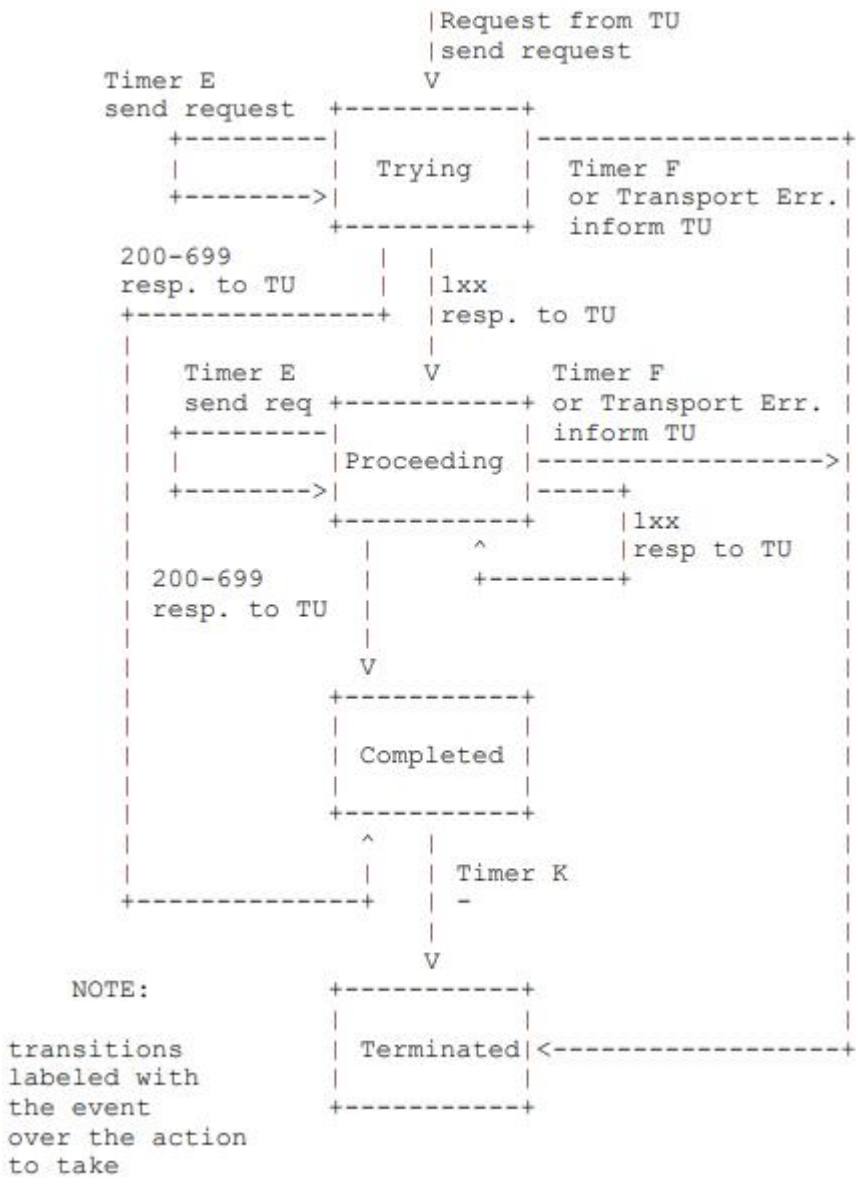 |Request from TU
|send request
Timer E V
send request +-----------+
+---------| |-------------------+
| | Trying | Timer F |
+-------->| | or Transport Err.|
+-----------+ inform TU |
200-699 | | |
resp. to TU | |1xx |
+---------------+ |resp. to TU |
| | |
| Timer E V Timer F |
| send req +-----------+ or Transport Err. |
| +---------| | inform TU |
| | |Proceeding |------------------>|
| +-------->| |-----+ |
| +-----------+ |1xx |
| | ^ |resp to TU |
| 200-699 | +--------+ |
| resp. to TU | |
| | |
| V |
| +-----------+ |
| | | |
| | Completed | |
| | | |
| +-----------+ |
| ^ | |
| | | Timer K |
+--------------+ | - |
| |
V |
NOTE: +-----------+ |
| | |
transitions | Terminated|<------------------+
labeled with | |
the event +-----------+
over the action
to take